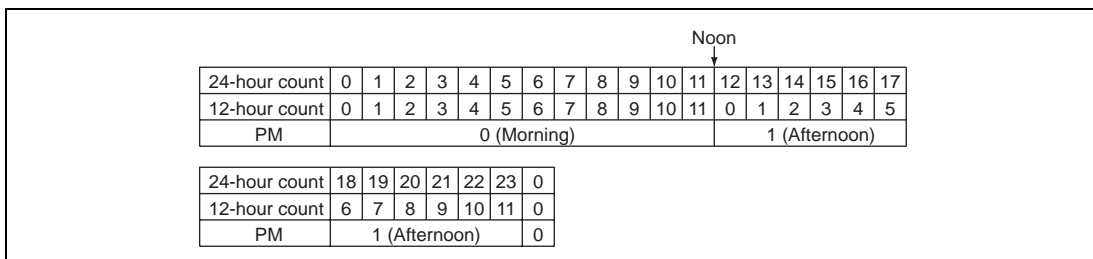 Noon
24-hour count 0 1 2 3 4 5 6 7 8 9 10 11 12 13 14 15 16 17
12-hour count 0 1 2 3 4 5 6 7 8 9 10 11 0 1 2 3 4 5
PM 0 (Morning) 1 (Afternoon)
24-hour count 18 19 20 21 22 23 0
12-hour count 6 7 8 9 10 11 0
PM 1 (Afternoon) 0